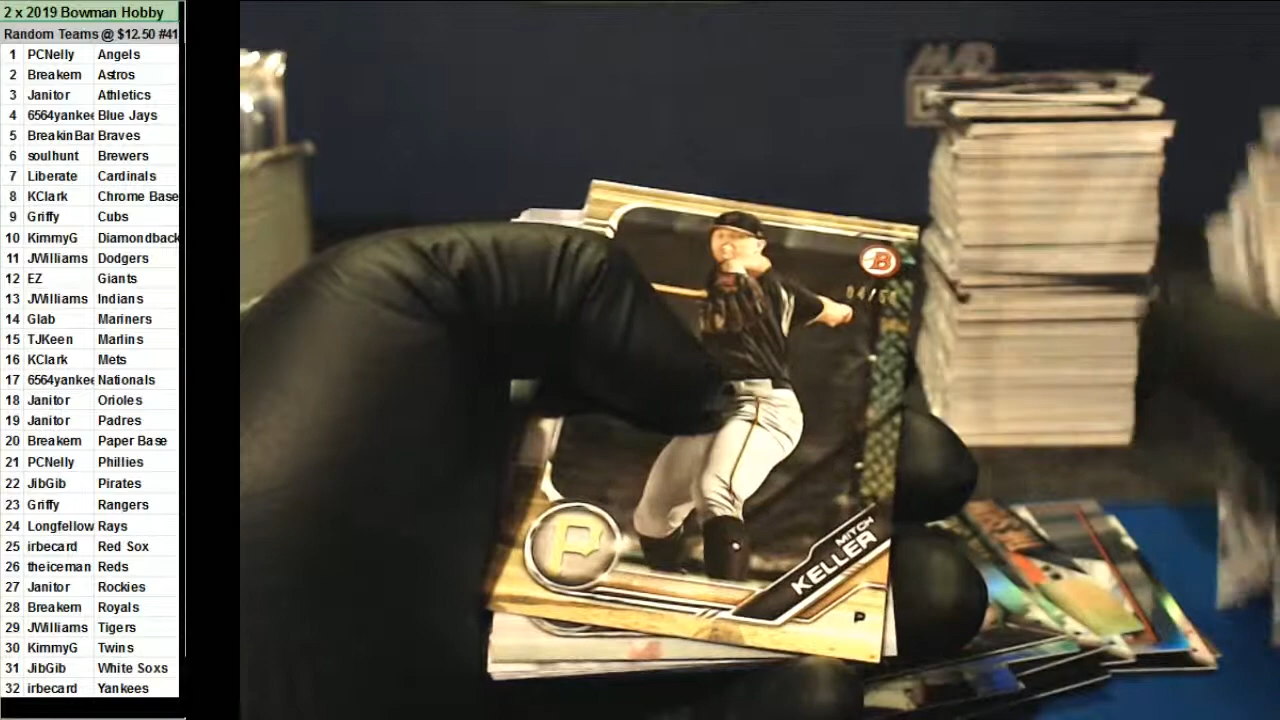 2 x 2019 Bowman Hobby
Random Teams @ $12.50 #41
1 PCNelly Angels
2 Breakem Astros
3 Janitor Athletics
4 6564yankee Blue Jays
5 BreakinBar Braves
6 soulhunt Brewers
7 Liberate Cardinals
8 KClark Chrome Base
9 Griffy Cubs
10 KimmyG Diamondback
11 JWilliams Dodgers
12 EZ Giants
13 JWilliams Indians
14 Glab Mariners
15 TJKeen Marlins
16 KClark Mets
17 6564yankee Nationals
18 Janitor Orioles
19 Janitor Padres
20 Breakem Paper Base
21 PCNelly Phillies
22 JibGib Pirates
23 Griffy Rangers
24 Longfellow Rays
25 irbecard Red Sox
26 theiceman Reds
27 Janitor Rockies
28 Breakem Royals
29 JWilliams Tigers
30 KimmyG Twins
31 JibGib White Soxs
32 irbecard Yankees
MAD
B
04/50
P
MITCH
KELLER
P